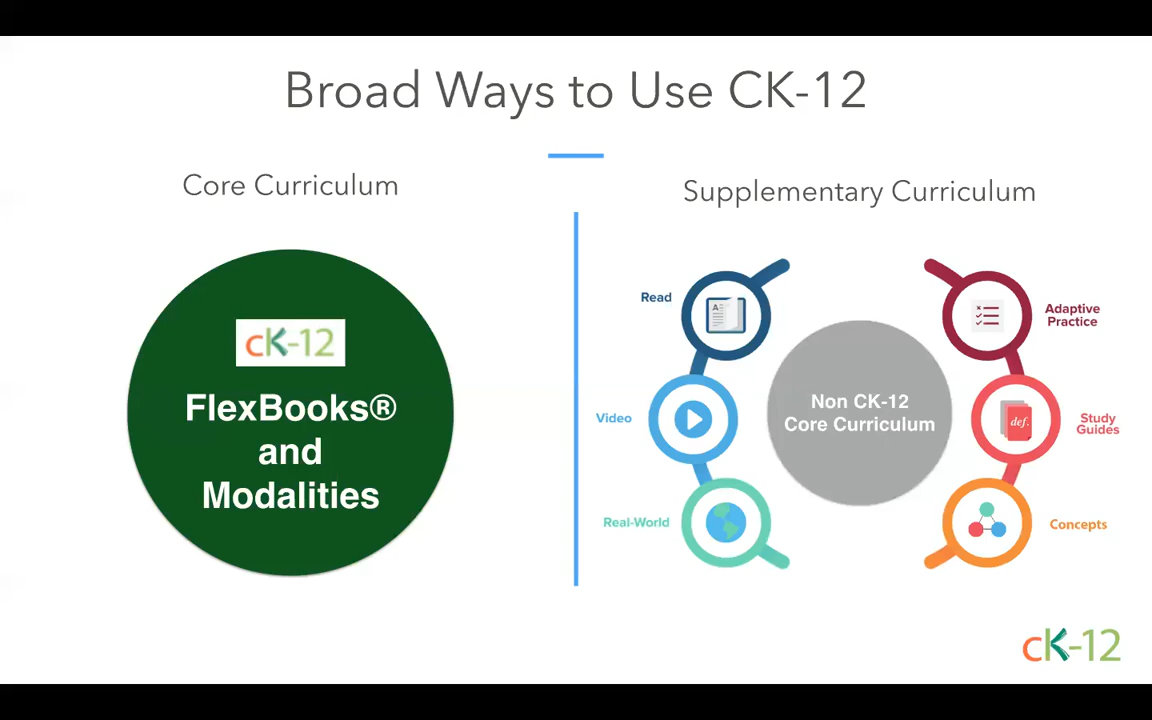 Broad Ways to Use CK-12
Core Curriculum
cK-12
FlexBooks®
and
Modalities
Supplementary Curriculum
Read
Video
Real-World
Non CK-12
Core Curriculum
Adaptive
Practice
def.
Study
Guides
Concepts
cK-12